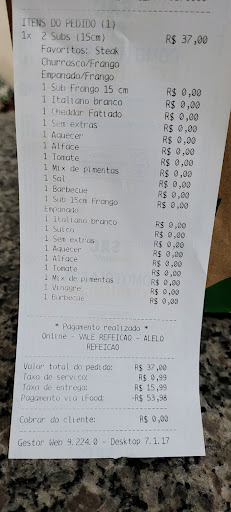 ITENS DO PEDIDO (1)
1x 2 Subs (15cm) R$ 37,00
Favoritos: Steak
Churrasco/Frango
Empanado/Frango
1 Sub Frango 15 cm R$ 0,00
1 Italiano branco R$ 0,00
1 Cheddar Fatiado R$ 0,00
1 Sem extras R$ 0,00
1 Aquecer R$ 0,00
1 Alface R$ 0,00
1 Tomate R$ 0,00
1 Mix de pimentas R$ 0,00
1 Sal R$ 0,00
1 Barbecue R$ 0,00
1 Sub 15cm Frango R$ 0,00
Empanado
1 Italiano branco R$ 0,00
1 Suico R$ 0,00
1 Sem extras R$ 0,00
1 Aquecer R$ 0,00
1 Alface R$ 0,00
1 Tomate R$ 0,00
1 Mix de pimentas R$ 0,00
1 Vinagre R$ 0,00
1 Barbecue R$ 0,00
* Pagamento realizado *
Online - VALE REFEICAO - ALELO
REFEICAO
Valor total do pedido: R$ 37,00
Taxa de servico: R$ 0,99
Taxa de entrega: R$ 15,99
Pagamento via iFood: -R$ 53,98
Cobrar do cliente: R$ 0,00
Gestor Web 9.224.0 - Desktop 7.1.17